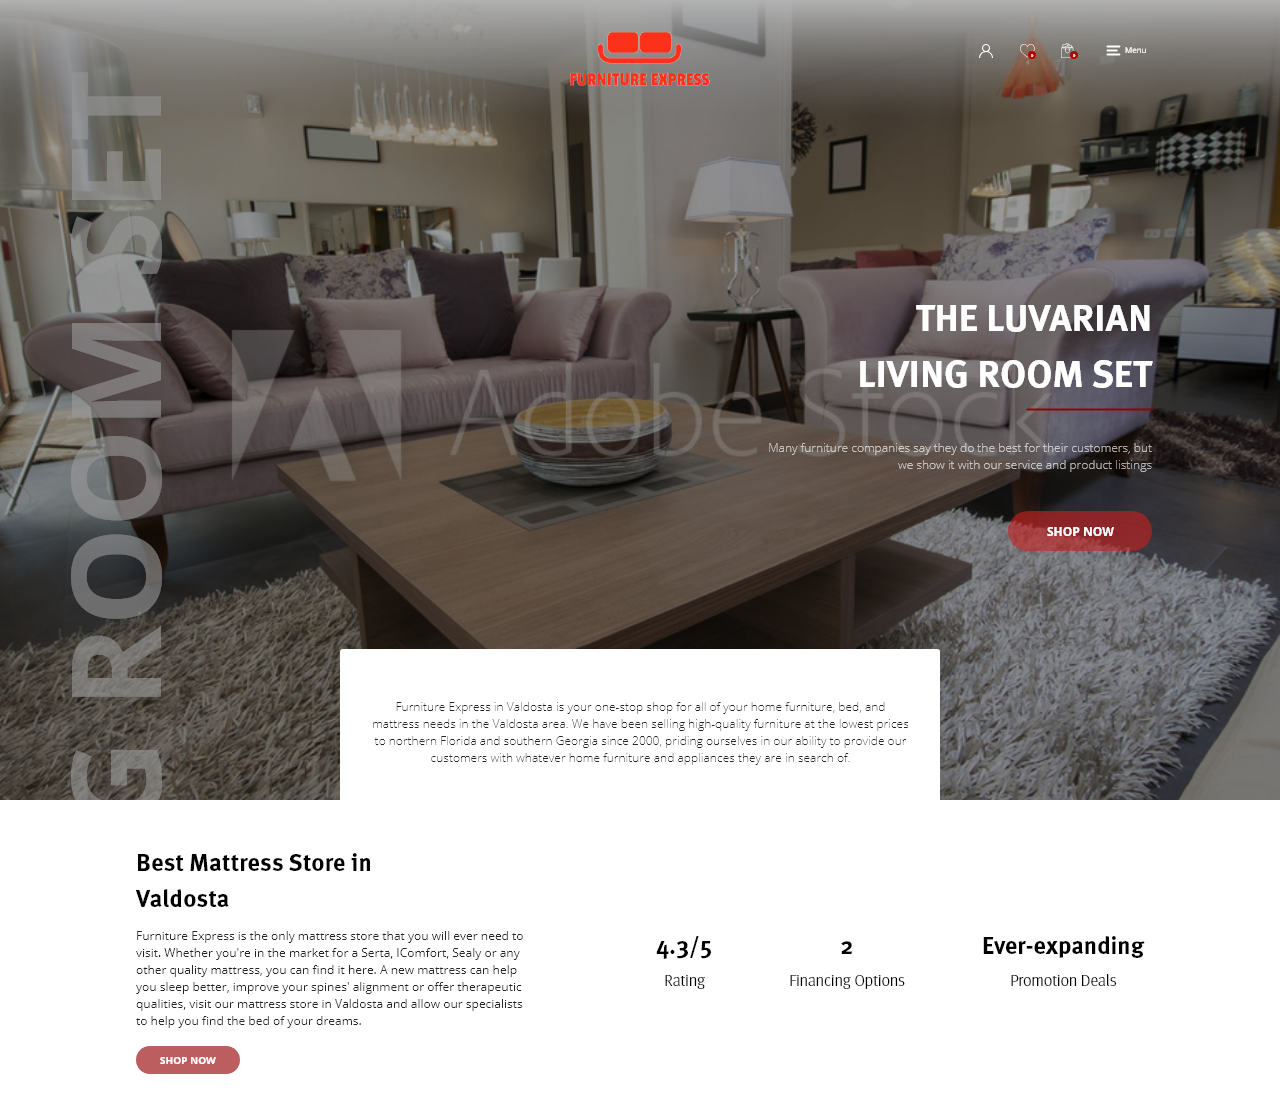 FURNITURE EXPRESS
Menu
G ROOM SET
THE LUVARIAN
LIVING ROOM SET
Adobe Stock
Many furniture companies say they do the best for their customers, but
we show it with our service and product listings
SHOP NOW
Furniture Express in Valdosta is your one-stop shop for all of your home furniture, bed, and
mattress needs in the Valdosta area. We have been selling high-quality furniture at the lowest prices
to northern Florida and southern Georgia since 2000, priding ourselves in our ability to provide our
customers with whatever home furniture and appliances they are in search of.
Best Mattress Store in
Valdosta
Furniture Express is the only mattress store that you will ever need to
visit. Whether you're in the market for a Serta, IComfort, Sealy or any
other quality mattress, you can find it here. A new mattress can help
you sleep better, improve your spines' alignment or offer therapeutic
qualities, visit our mattress store in Valdosta and allow our specialists
to help you find the bed of your dreams.
SHOP NOW
4.3/5
Rating
2
Financing Options
Ever-expanding
Promotion Deals